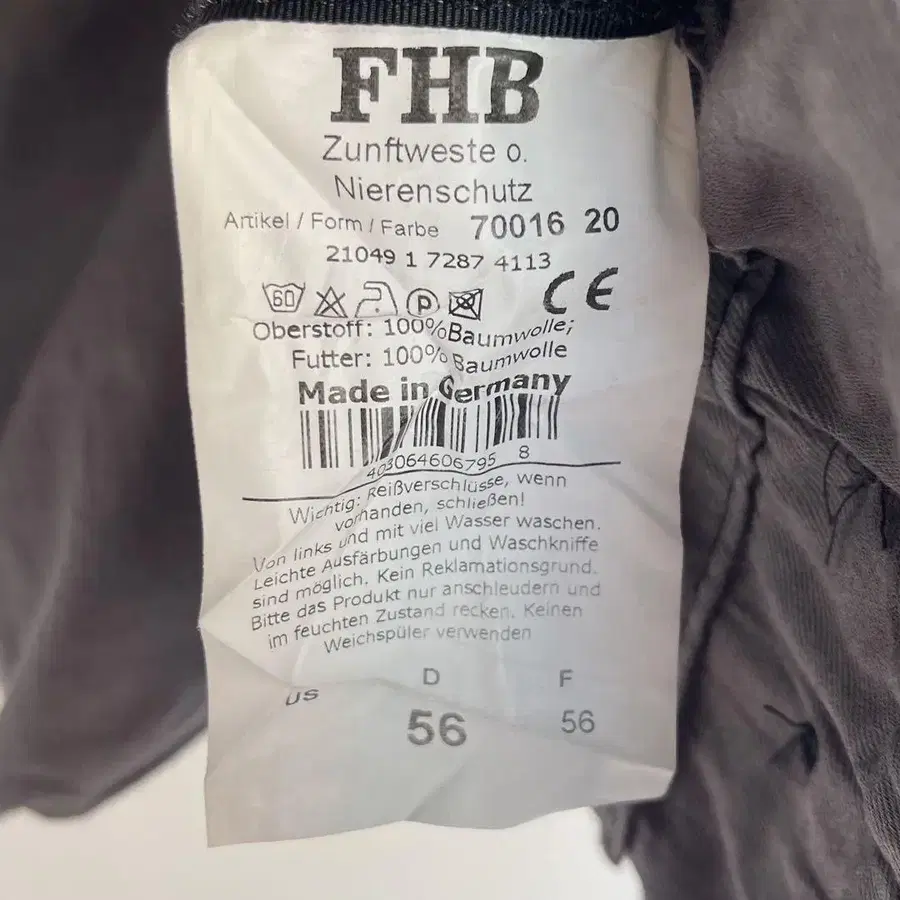 FHB
Zunftweste o.
Nierenschutz
Artikel / Form / Farbe 70016 20
21049 1 7287 4113
60 P CE
Oberstoff: 100%Baumwolle;
Futter: 100% Baumwolle
Made in Germany
403064606795 8
Wichtig: Reißverschlüsse, wenn
vorhanden, schließen!
Von links und mit viel Wasser waschen.
Leichte Ausfärbungen und Waschkniffe
sind möglich. Kein Reklamationsgrund.
Bitte das Produkt nur anschleudern und
im feuchten Zustand recken. Keinen
Weichspüler verwenden
US D F
56 56